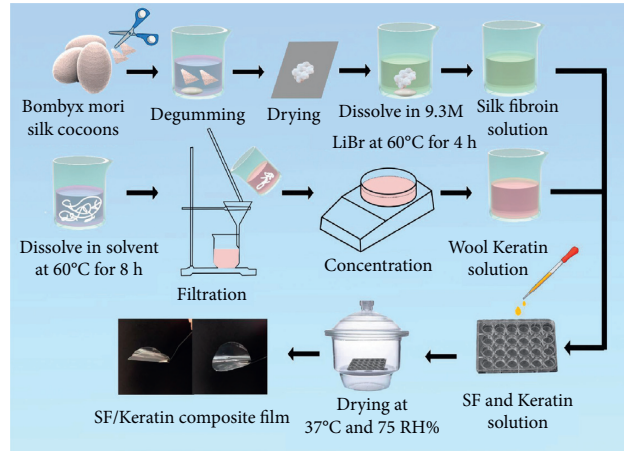 Bombyx mori
silk cocoons
Degumming
Drying
Dissolve in 9.3M
LiBr at 60°C for 4 h
Silk fibroin
solution
Dissolve in solvent
at 60°C for 8 h
Filtration
Concentration
Wool Keratin
solution
SF/Keratin composite film
Drying at
37°C and 75 RH%
SF and Keratin
solution